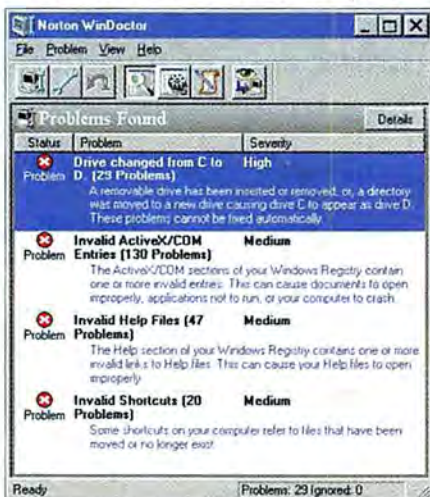 Norton WinDoctor
File Problem View Help
Problems Found
Details
Status Problem Severity
Problem
Drive changed from C to D. (29 Problems)
High
A removable drive has been inserted or removed, or, a directory
was moved to a new drive causing drive C to appear as drive D.
These problems cannot be fixed automatically.
Problem
Invalid ActiveX/COM
Entries (130 Problems)
Medium
The ActiveX/COM sections of your Windows Registry contain
one or more invalid entries. This can cause documents to open
improperly, applications not to run, or your computer to crash.
Problem
Invalid Help Files (47
Problems)
Medium
The Help section of your Windows Registry contains one or more
invalid links to Help files. This can cause your Help files to open
improperly
Problem
Invalid Shortcuts (20
Problems)
Medium
Some shortcuts on your computer refer to files that have been
moved or no longer exist
Ready
Problems: 29 Ignored: 0